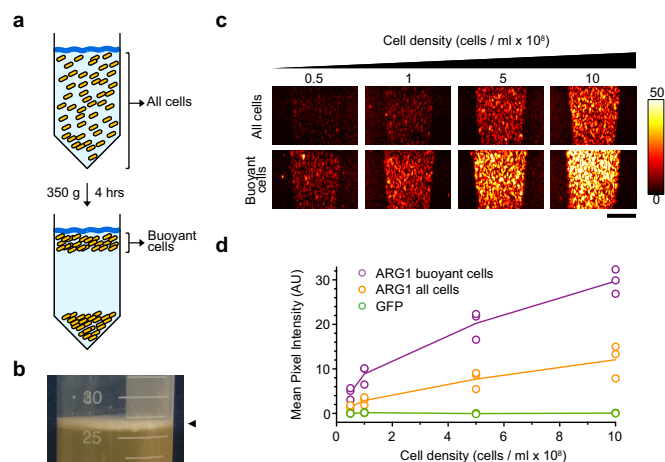 a
All cells
350 g
4 hrs
Buoyant
cells
b
30
25
c
Cell density (cells / ml x 10⁸)
0.5 1 5 10
All
cells
Buoyant
cells
50
0
d
ARG1 buoyant cells
ARG1 all cells
GFP
Mean Pixel Intensity (AU)
30
20
10
0
0 2 4 6 8 10
Cell density (cells / ml x 10⁸)